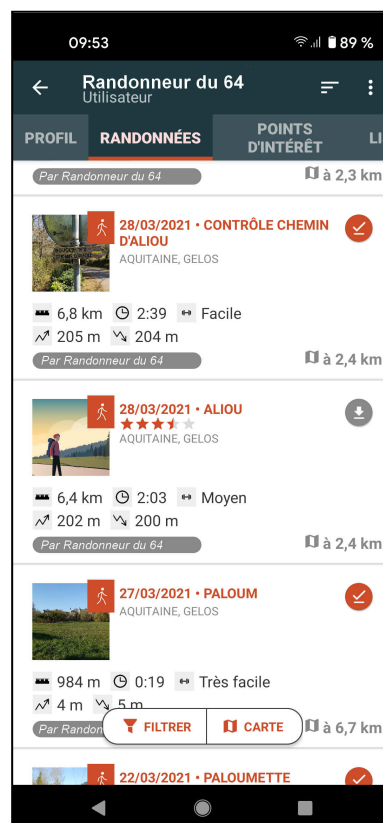 09:53 89 %
Randonneur du 64
Utilisateur
PROFIL RANDONNÉES POINTS D'INTÉRÊT LI
Par Randonneur du 64 à 2,3 km
28/03/2021 • CONTRÔLE CHEMIN
D'ALIOU
AQUITAINE, GELOS
6,8 km 2:39 Facile
205 m 204 m
Par Randonneur du 64 à 2,4 km
28/03/2021 • ALIOU
AQUITAINE, GELOS
6,4 km 2:03 Moyen
202 m 200 m
Par Randonneur du 64 à 2,4 km
27/03/2021 • PALOUM
AQUITAINE, GELOS
984 m 0:19 Très facile
4 m 5 m
Par Randon FILTRER CARTE à 6,7 km
22/03/2021 • PALOUMETTE